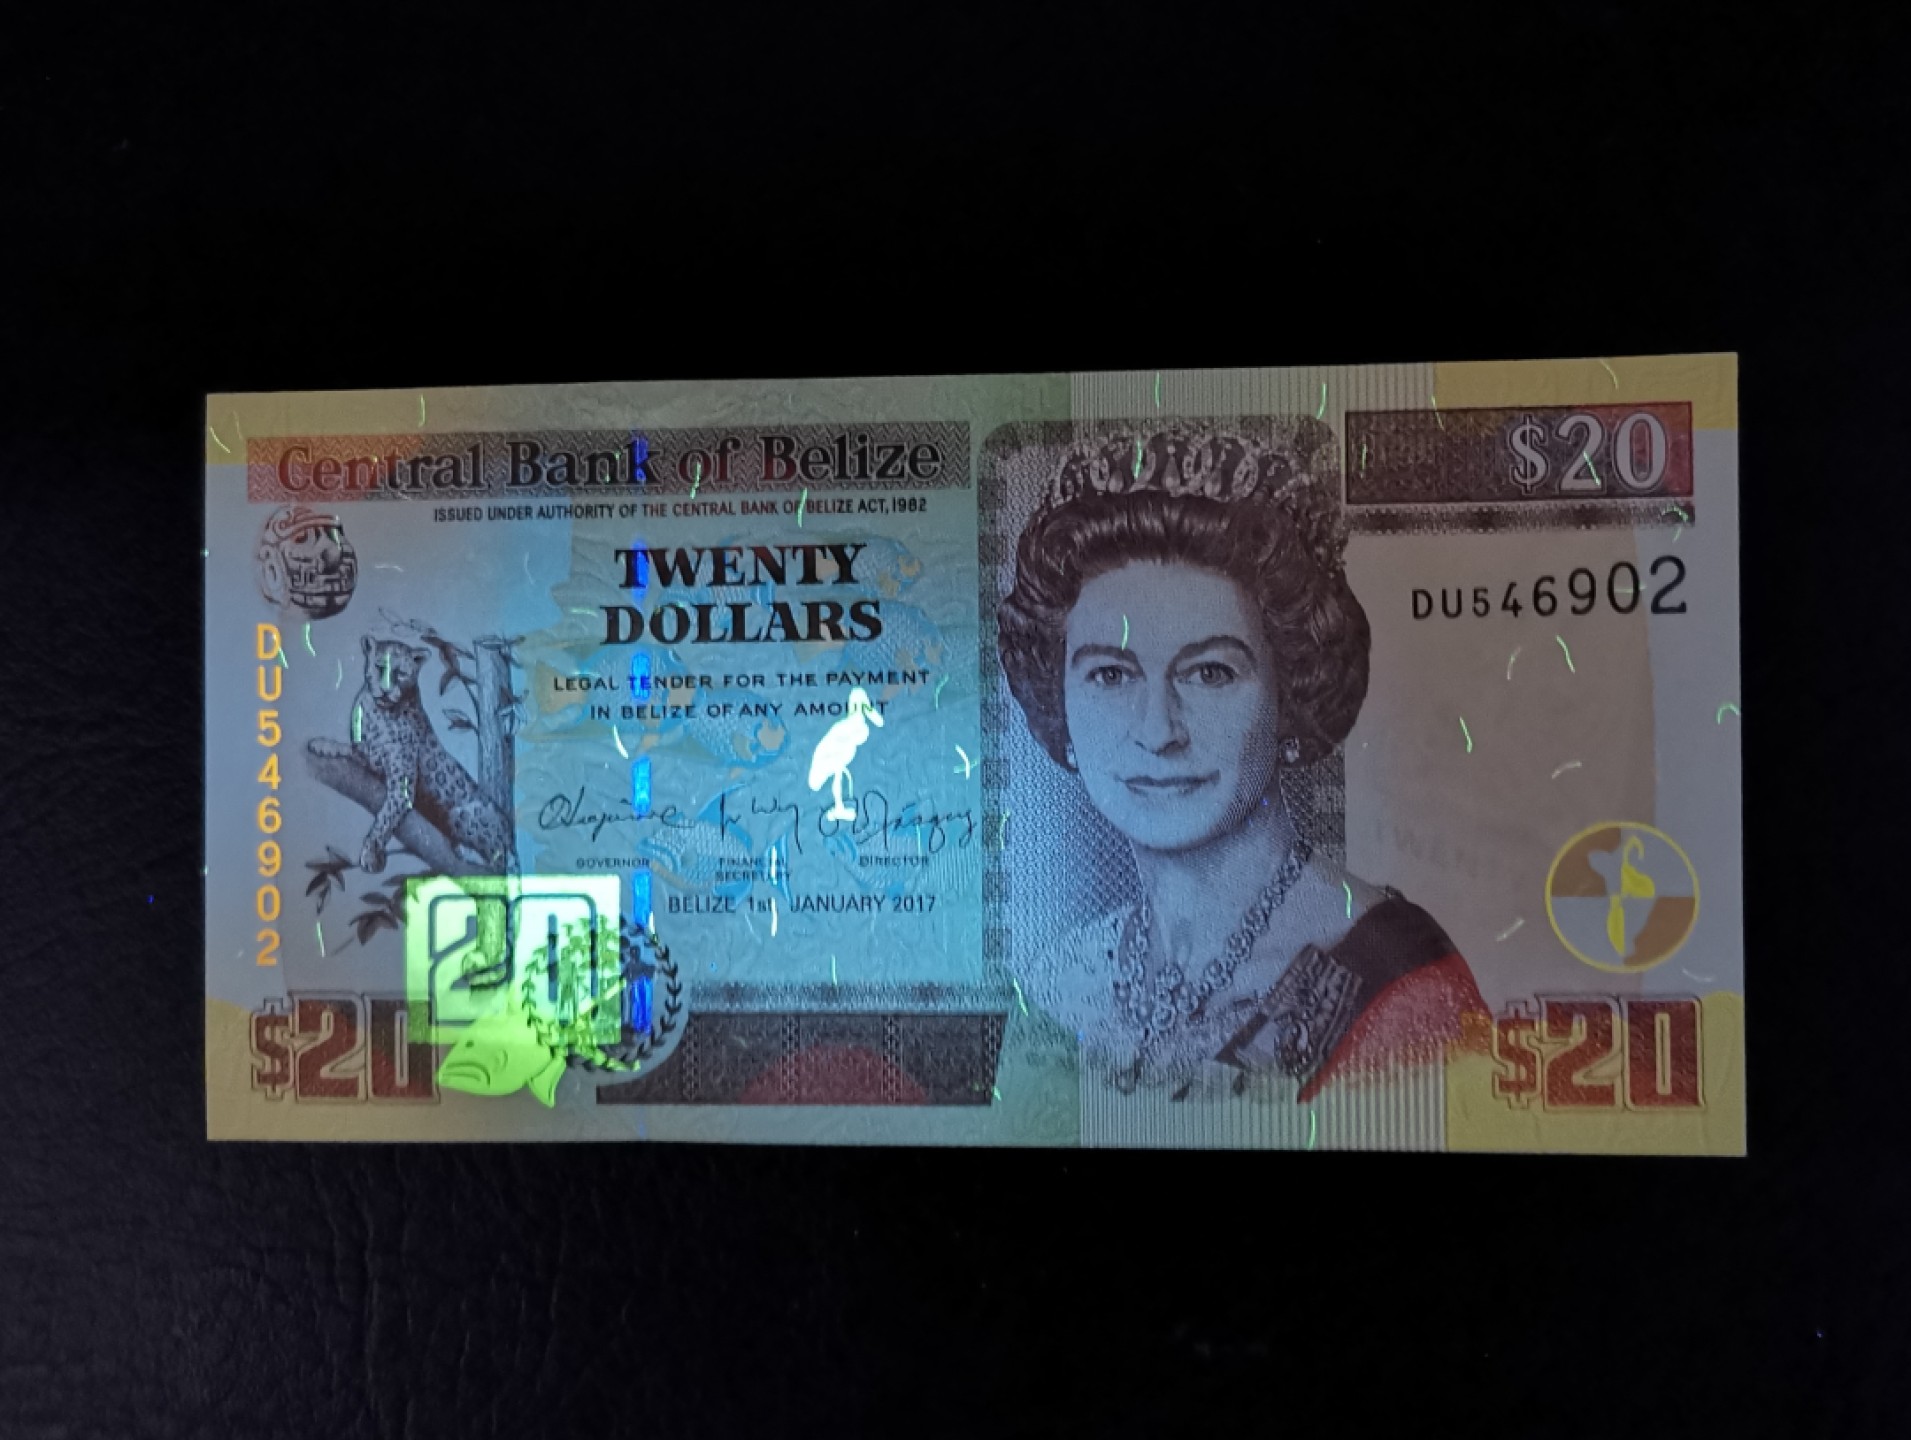 Central Bank of Belize
$20
ISSUED UNDER AUTHORITY OF THE CENTRAL BANK OF BELIZE ACT, 1982
TWENTY
DOLLARS
DU546902
LEGAL TENDER FOR THE PAYMENT
IN BELIZE OF ANY AMOUNT
DU546902
GOVERNOR
FINANCIAL
SECRETARY
DIRECTOR
BELIZE 1st JANUARY 2017
20
$20
$20